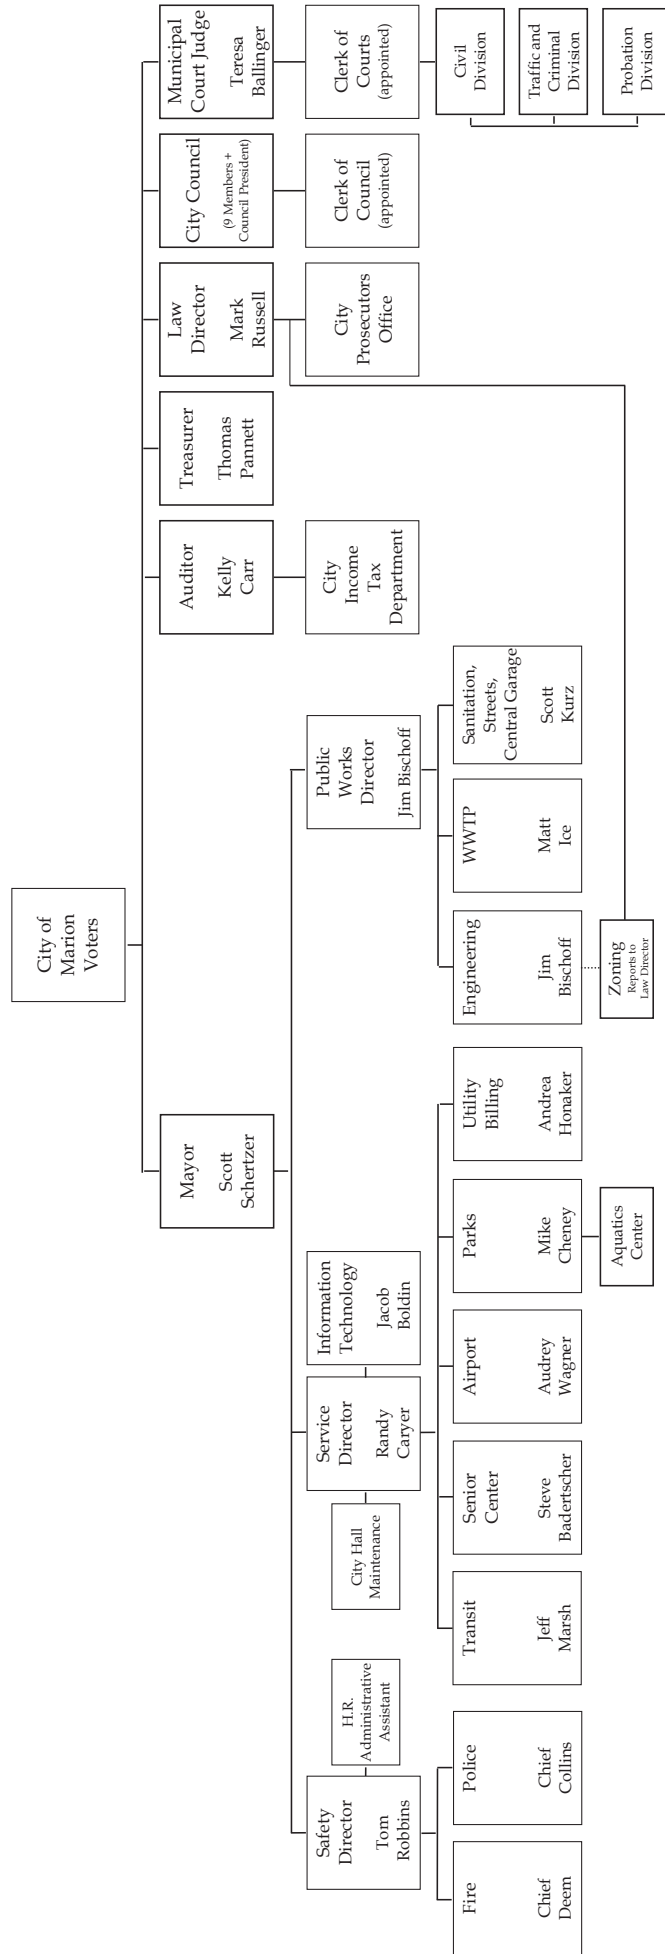 City of
Marion
Voters
Mayor
Scott
Schertzer
Auditor
Kelly
Carr
Treasurer
Thomas
Pannett
Law
Director
Mark
Russell
City Council
(9 Members +
Council President)
Municipal
Court Judge
Teresa
Ballinger
Safety
Director
Tom
Robbins
H.R.
Administrative
Assistant
City Hall
Maintenance
Service
Director
Randy
Caryer
Information
Technology
Jacob
Boldin
Public
Works
Director
Jim Bischoff
City
Income
Tax
Department
City
Prosecutors
Office
Clerk of
Council
(appointed)
Clerk of
Courts
(appointed)
Fire
Chief
Deem
Police
Chief
Collins
Transit
Jeff
Marsh
Senior
Center
Steve
Badertscher
Airport
Audrey
Wagner
Parks
Mike
Cheney
Utility
Billing
Andrea
Honaker
Engineering
Jim
Bischoff
WWTP
Matt
Ice
Sanitation,
Streets,
Central Garage
Scott
Kurz
Civil
Division
Traffic and
Criminal
Division
Probation
Division
Aquatics
Center
Zoning
Reports to
Law Director